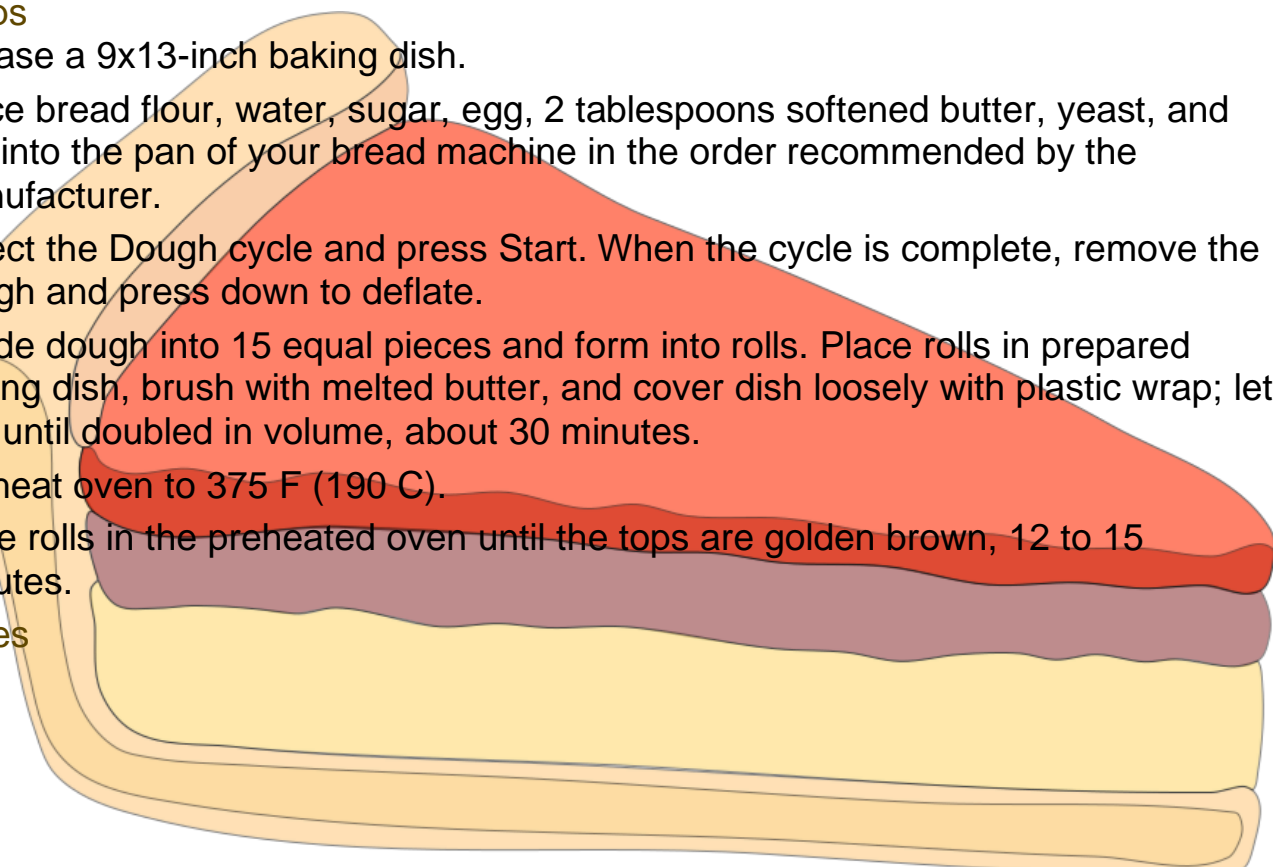 os
ase a 9x13-inch baking dish.
ce bread flour, water, sugar, egg, 2 tablespoons softened butter, yeast, and
into the pan of your bread machine in the order recommended by the
nufacturer.
ect the Dough cycle and press Start. When the cycle is complete, remove the
gh and press down to deflate.
de dough into 15 equal pieces and form into rolls. Place rolls in prepared
ng dish, brush with melted butter, and cover dish loosely with plastic wrap; let
until doubled in volume, about 30 minutes.
heat oven to 375 F (190 C).
e rolls in the preheated oven until the tops are golden brown, 12 to 15
utes.
es